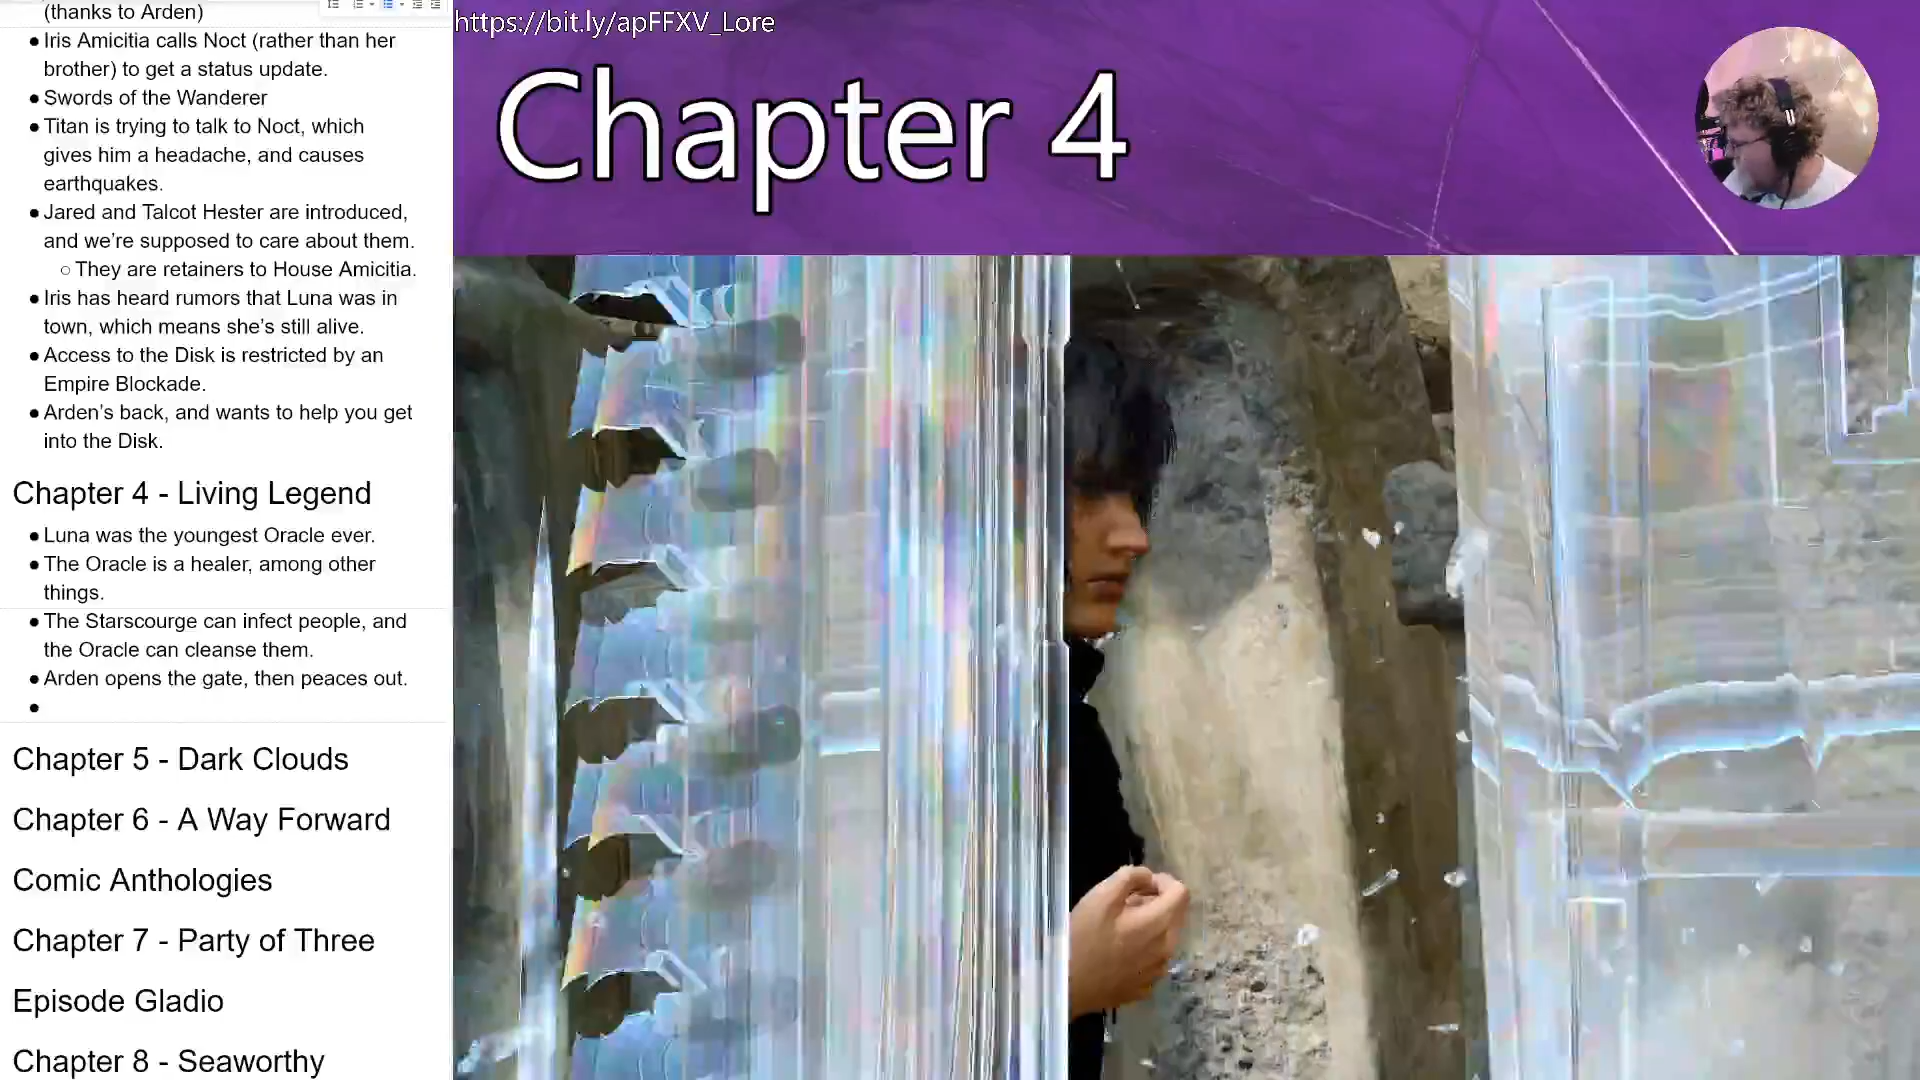 (thanks to Arden)
● Iris Amicitia calls Noct (rather than her
brother) to get a status update.
● Swords of the Wanderer
● Titan is trying to talk to Noct, which
gives him a headache, and causes
earthquakes.
● Jared and Talcot Hester are introduced,
and we’re supposed to care about them.
○ They are retainers to House Amicitia.
● Iris has heard rumors that Luna was in
town, which means she’s still alive.
● Access to the Disk is restricted by an
Empire Blockade.
● Arden’s back, and wants to help you get
into the Disk.
Chapter 4 - Living Legend
● Luna was the youngest Oracle ever.
● The Oracle is a healer, among other
things.
● The Starscourge can infect people, and
the Oracle can cleanse them.
● Arden opens the gate, then peaces out.
●
Chapter 5 - Dark Clouds
Chapter 6 - A Way Forward
Comic Anthologies
Chapter 7 - Party of Three
Episode Gladio
Chapter 8 - Seaworthy
https://bit.ly/apFFXV_Lore
Chapter 4